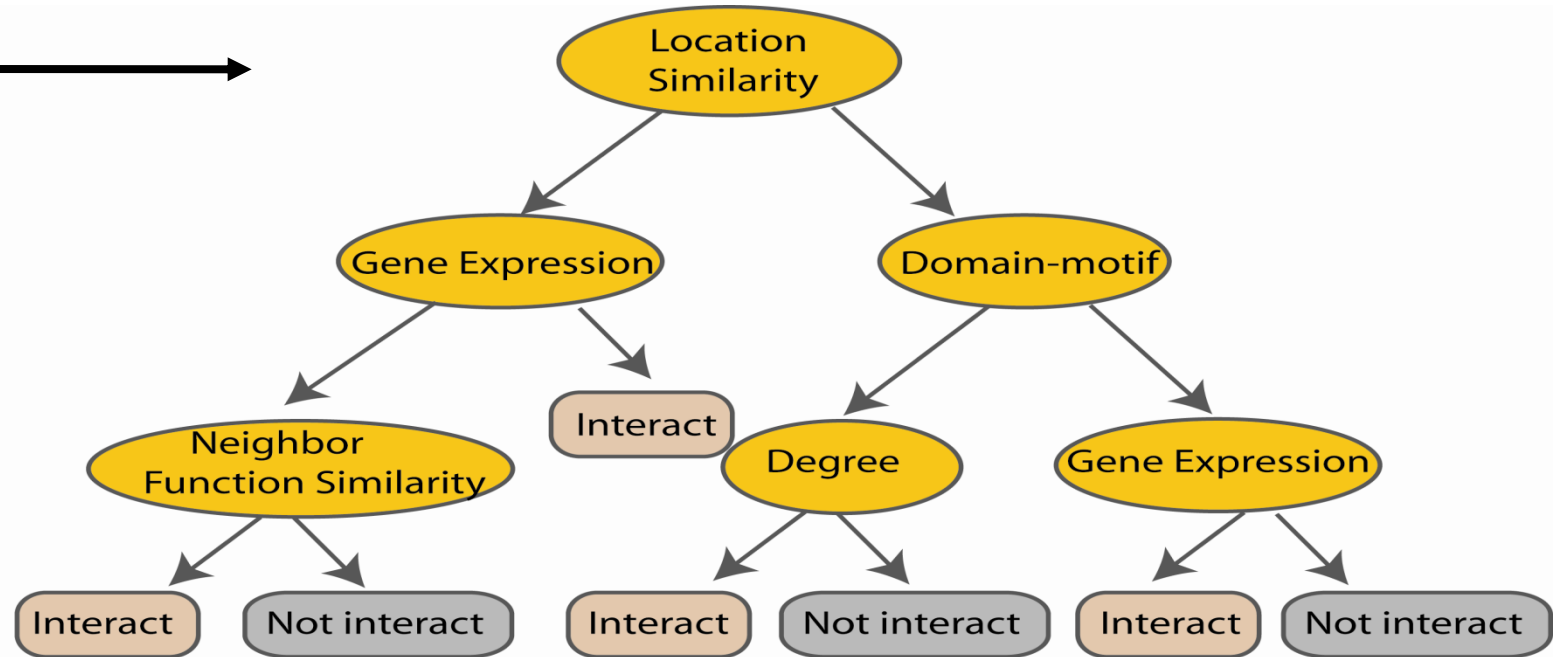 Location
Similarity
Gene Expression
Domain-motif
Interact
Neighbor
Function Similarity
Degree
Gene Expression
Interact
Not interact
Interact
Not interact
Interact
Not interact